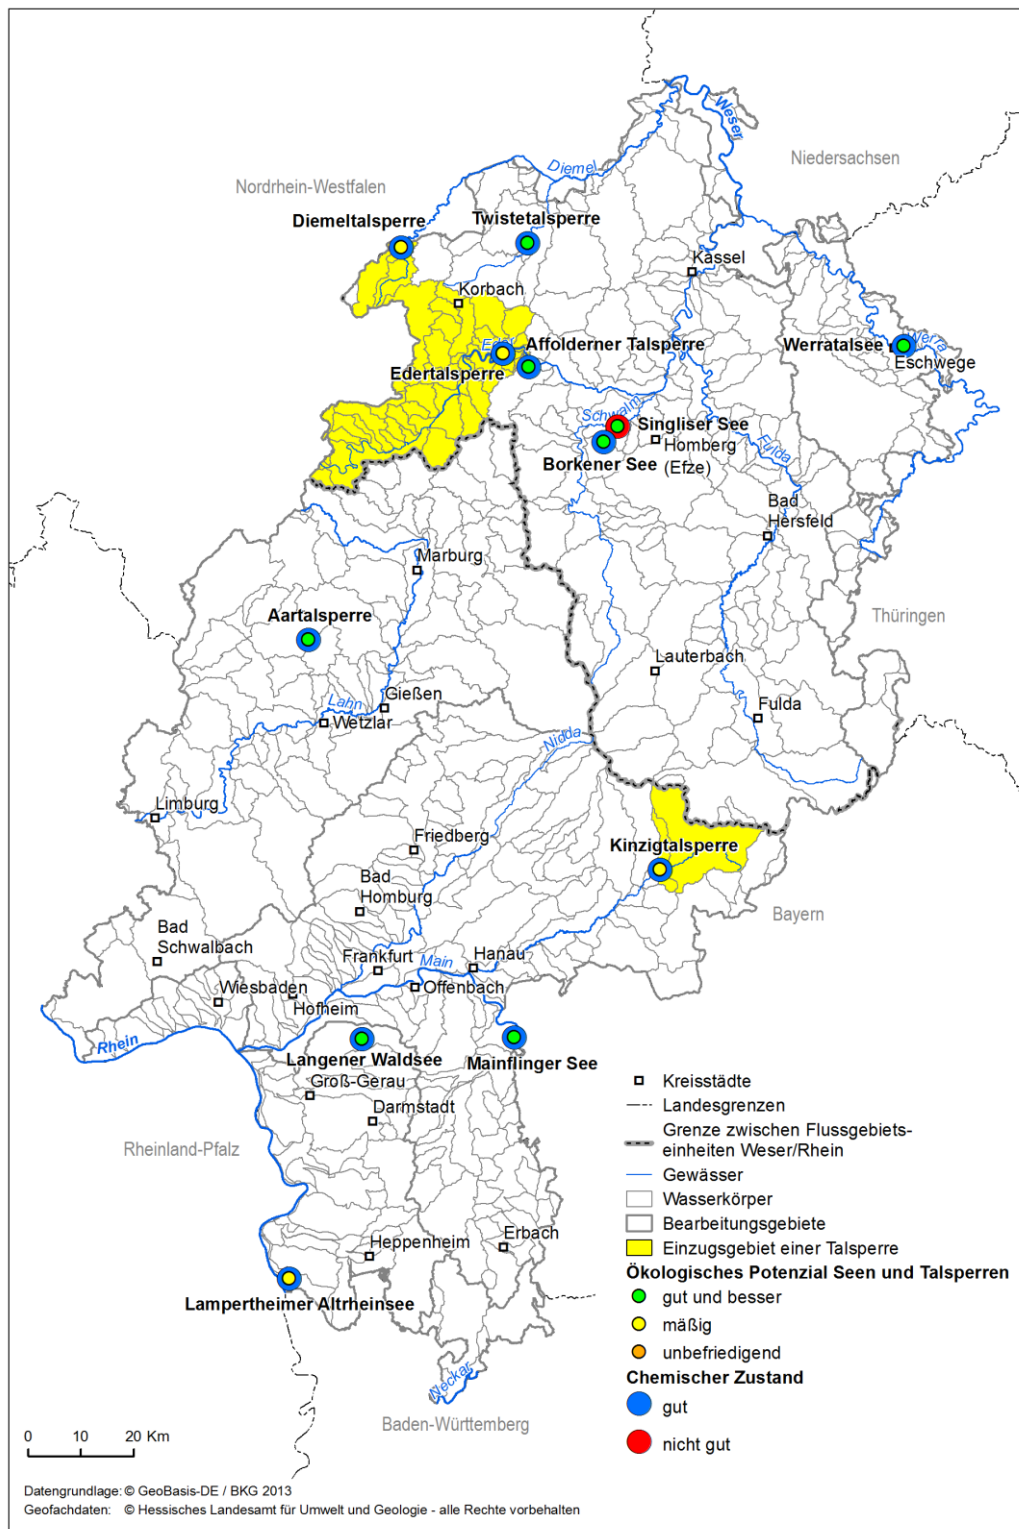 Weser
Niedersachsen
Diemel
Nordrhein-Westfalen
Diemeltalsperre
Twistetalsperre
Kassel
Korbach
Eder
Affolderner Talsperre
Werra
Werratalsee
Eschwege
Edertalsperre
Schwalm
Singliser See
Homberg
(Efze)
Fulda
Borkener See
Bad
Hersfeld
Marburg
Thüringen
Aartalsperre
Lauterbach
Gießen
Lahn
Wetzlar
Fulda
Nidda
Limburg
Friedberg
Kinzigtalsperre
Bad
Homburg
Bayern
Bad
Schwalbach
Frankfurt
Main
Hanau
Wiesbaden
Offenbach
Hofheim
Rhein
Langener Waldsee
Mainflinger See
Groß-Gerau
Darmstadt
Rheinland-Pfalz
Erbach
Heppenheim
Lampertheimer Altrheinsee
Neckar
Baden-Württemberg
Kreisstädte
Landesgrenzen
Grenze zwischen Flussgebiets-
einheiten Weser/Rhein
Gewässer
Wasserkörper
Bearbeitungsgebiete
Einzugsgebiet einer Talsperre
Ökologisches Potenzial Seen und Talsperren
gut und besser
mäßig
unbefriedigend
Chemischer Zustand
gut
nicht gut
0 10 20 Km
Datengrundlage: © GeoBasis-DE / BKG 2013
Geofachdaten: © Hessisches Landesamt für Umwelt und Geologie - alle Rechte vorbehalten